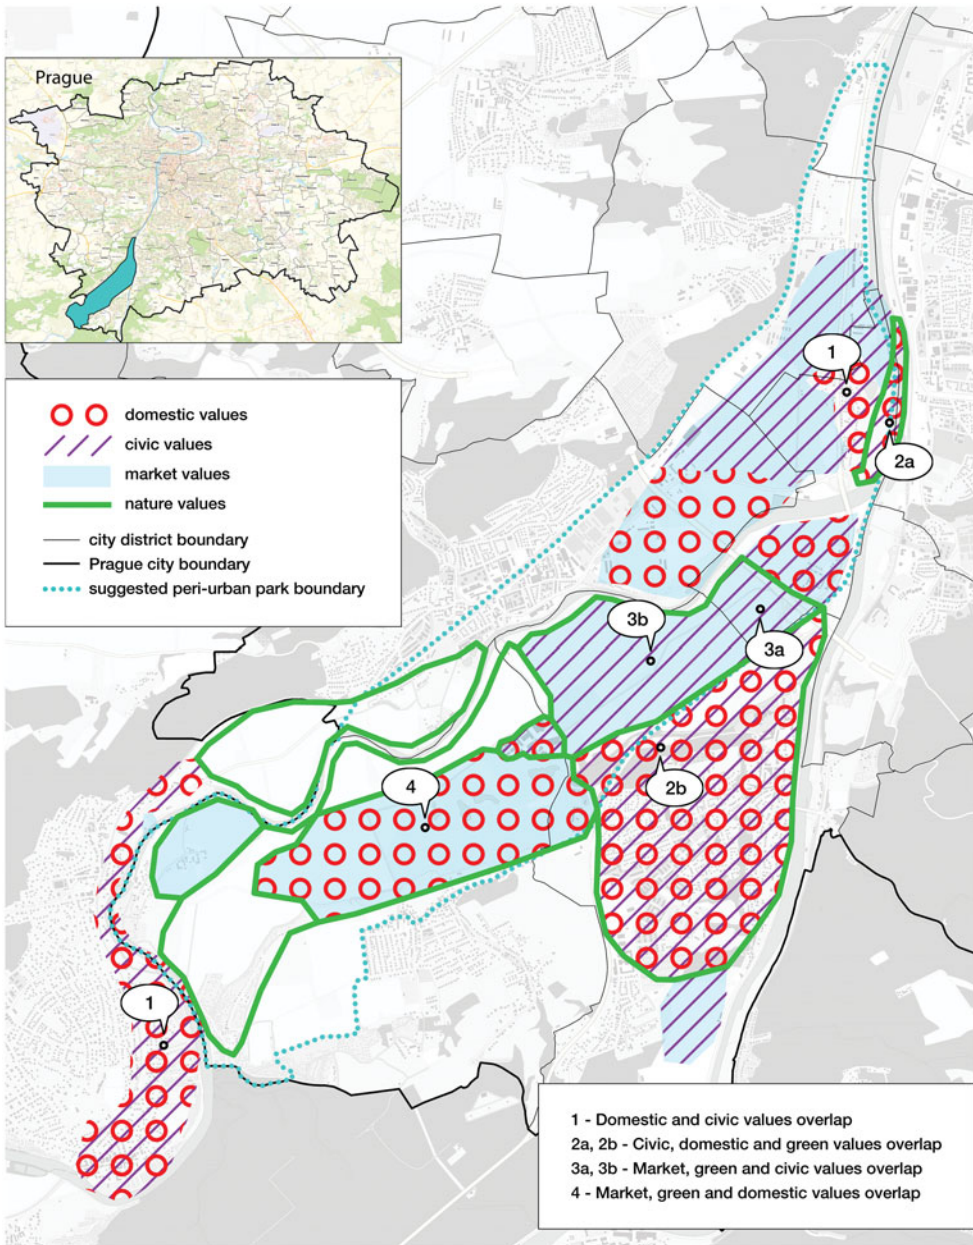 Prague
domestic values
civic values
market values
nature values
city district boundary
Prague city boundary
suggested peri-urban park boundary
1
2a
3b
3a
2b
4
1
1 - Domestic and civic values overlap
2a, 2b - Civic, domestic and green values overlap
3a, 3b - Market, green and civic values overlap
4 - Market, green and domestic values overlap